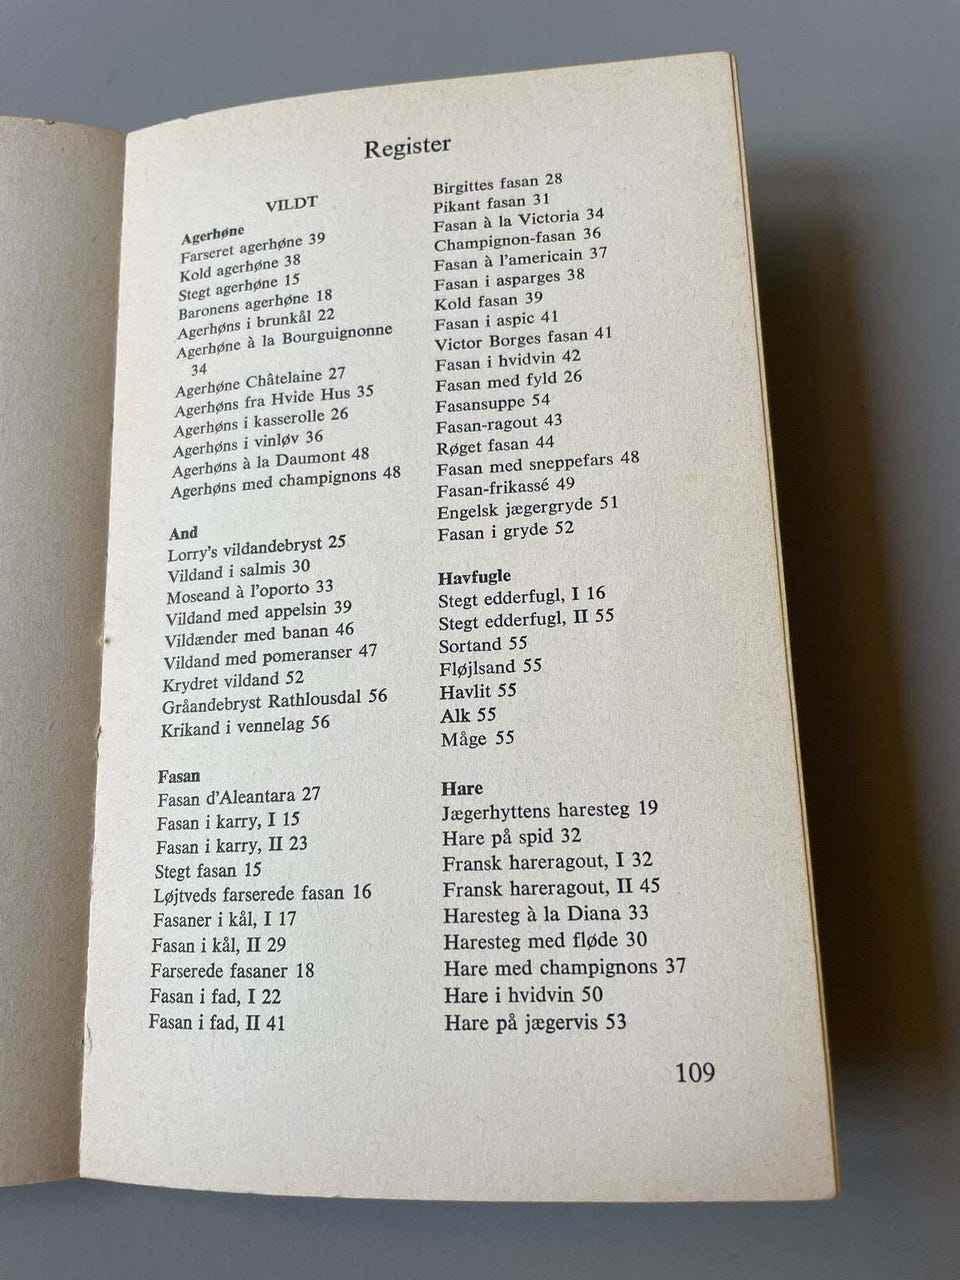 Register
VILDT
Agerhøne
Farseret agerhøne 39
Kold agerhøne 38
Stegt agerhøne 15
Baronens agerhøne 18
Agerhøns i brunkål 22
Agerhøne à la Bourguignonne
34
Agerhøne Châtelaine 27
Agerhøns fra Hvide Hus 35
Agerhøns i kasserolle 26
Agerhøns i vinløv 36
Agerhøns à la Daumont 48
Agerhøns med champignons 48
And
Lorry's vildandebryst 25
Vildand i salmis 30
Moseand à l'oporto 33
Vildand med appelsin 39
Vildænder med banan 46
Vildand med pomeranser 47
Krydret vildand 52
Gråandebryst Rathlousdal 56
Krikand i vennelag 56
Fasan
Fasan d'Aleantara 27
Fasan i karry, I 15
Fasan i karry, II 23
Stegt fasan 15
Løjtveds farserede fasan 16
Fasaner i kål, I 17
Fasan i kål, II 29
Farserede fasaner 18
Fasan i fad, I 22
Fasan i fad, II 41
Birgittes fasan 28
Pikant fasan 31
Fasan à la Victoria 34
Champignon-fasan 36
Fasan à l'americain 37
Fasan i asparges 38
Kold fasan 39
Fasan i aspic 41
Victor Borges fasan 41
Fasan i hvidvin 42
Fasan med fyld 26
Fasansuppe 54
Fasan-ragout 43
Røget fasan 44
Fasan med sneppefars 48
Fasan-frikassé 49
Engelsk jægergryde 51
Fasan i gryde 52
Havfugle
Stegt edderfugl, I 16
Stegt edderfugl, II 55
Sortand 55
Fløjlsand 55
Havlit 55
Alk 55
Måge 55
Hare
Jægerhyttens haresteg 19
Hare på spid 32
Fransk hareragout, I 32
Fransk hareragout, II 45
Haresteg à la Diana 33
Haresteg med fløde 30
Hare med champignons 37
Hare i hvidvin 50
Hare på jægervis 53
109